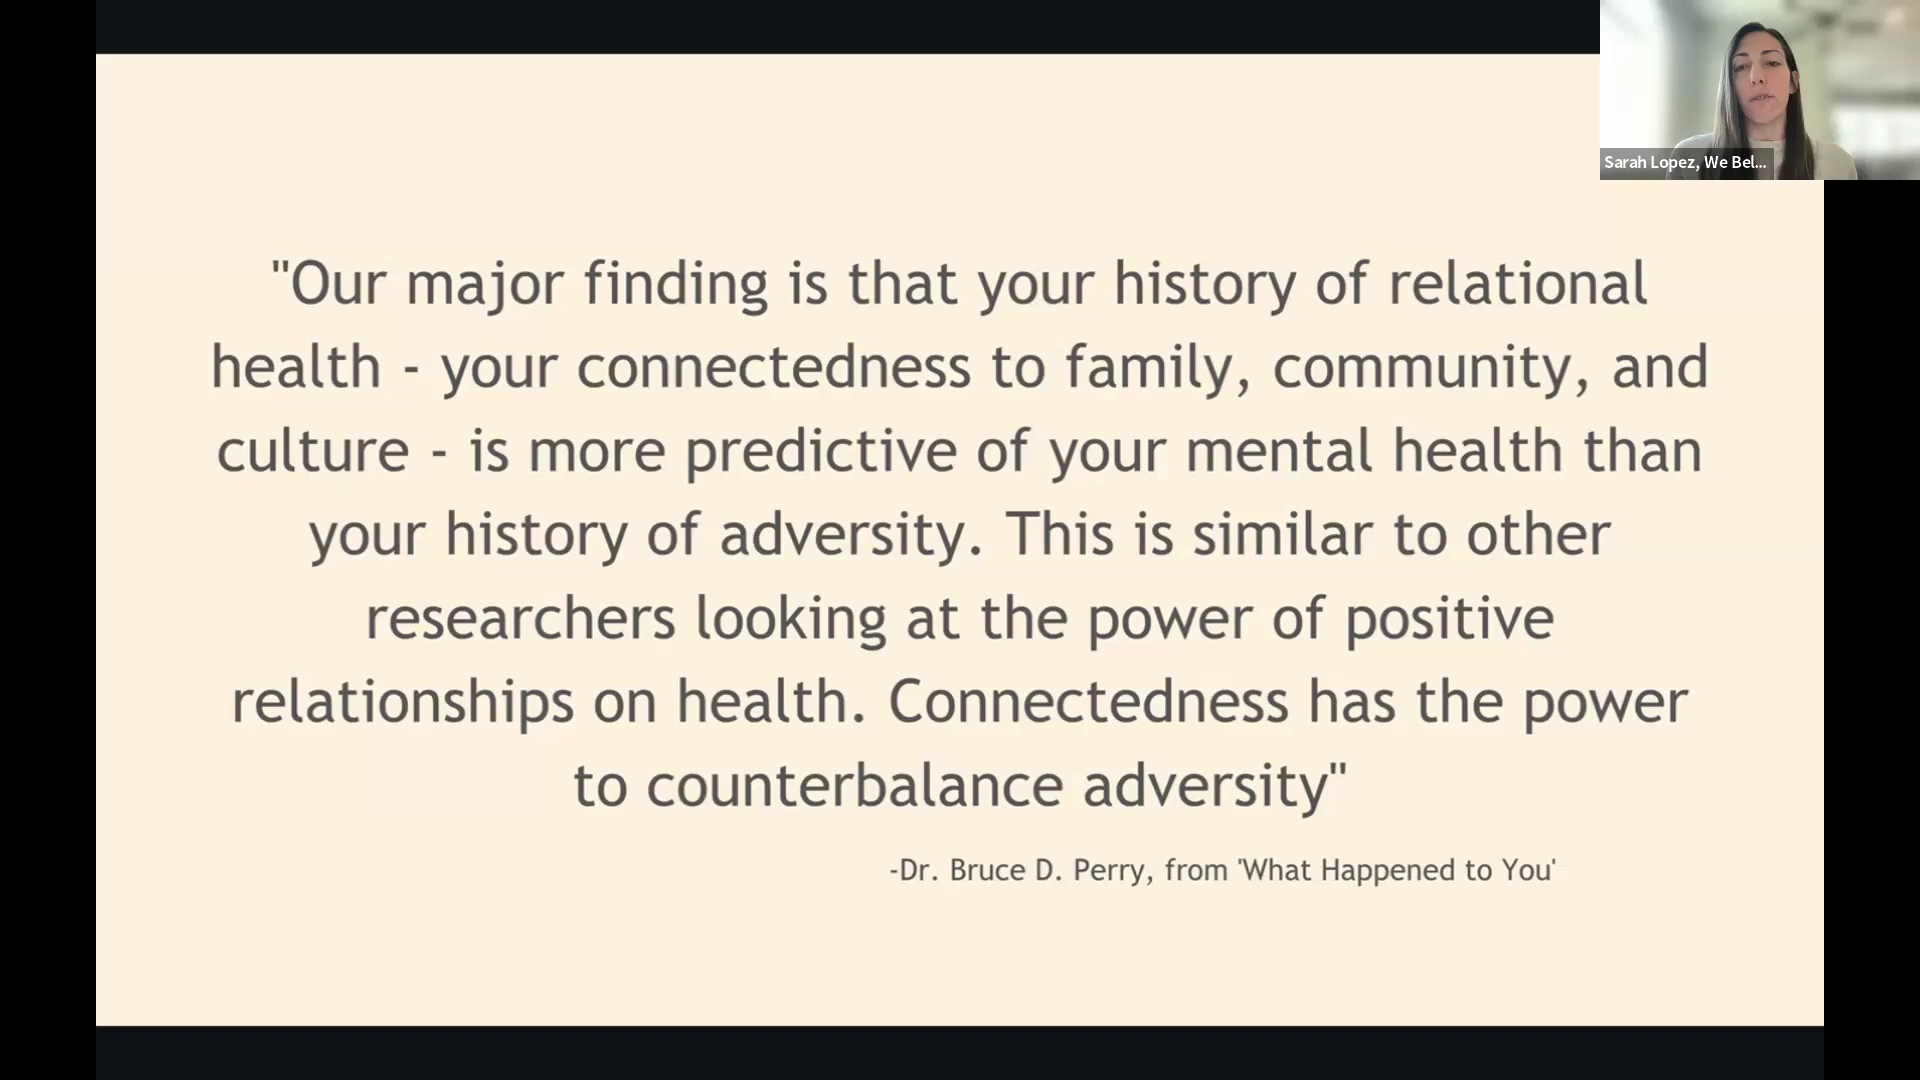 Sarah Lopez, We Bel...
"Our major finding is that your history of relational
health - your connectedness to family, community, and
culture - is more predictive of your mental health than
your history of adversity. This is similar to other
researchers looking at the power of positive
relationships on health. Connectedness has the power
to counterbalance adversity"
-Dr. Bruce D. Perry, from 'What Happened to You'